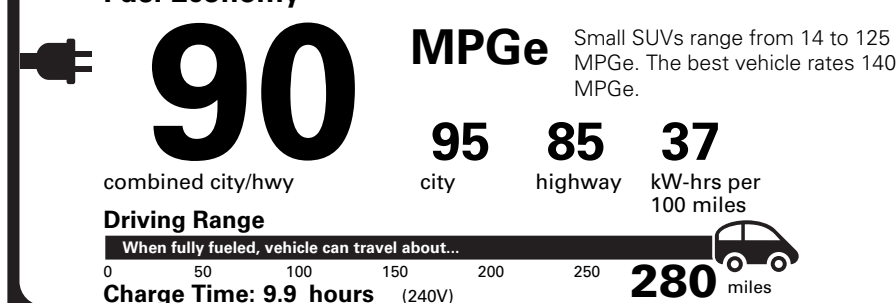 Fuel Economy
90
MPGe
Small SUVs range from 14 to 125
MPGe. The best vehicle rates 140
MPGe.
95 85 37
combined city/hwy city highway kW-hrs per
100 miles
Driving Range
When fully fueled, vehicle can travel about...
0 50 100 150 200 250 280 miles
Charge Time: 9.9 hours (240V)